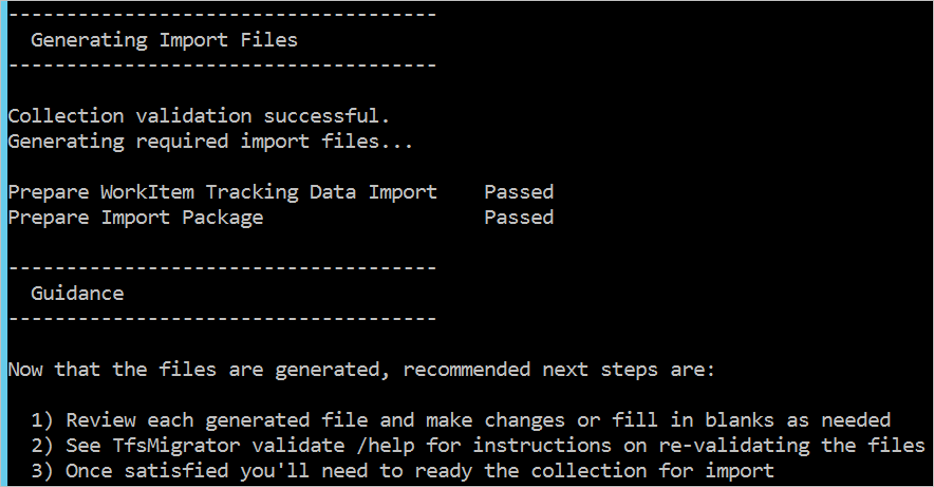 -------------------------------------
Generating Import Files
-------------------------------------
Collection validation successful.
Generating required import files...
Prepare WorkItem Tracking Data Import    Passed
Prepare Import Package                   Passed
-------------------------------------
Guidance
-------------------------------------
Now that the files are generated, recommended next steps are:
1) Review each generated file and make changes or fill in blanks as needed
2) See TfsMigrator validate /help for instructions on re-validating the files
3) Once satisfied you'll need to ready the collection for import